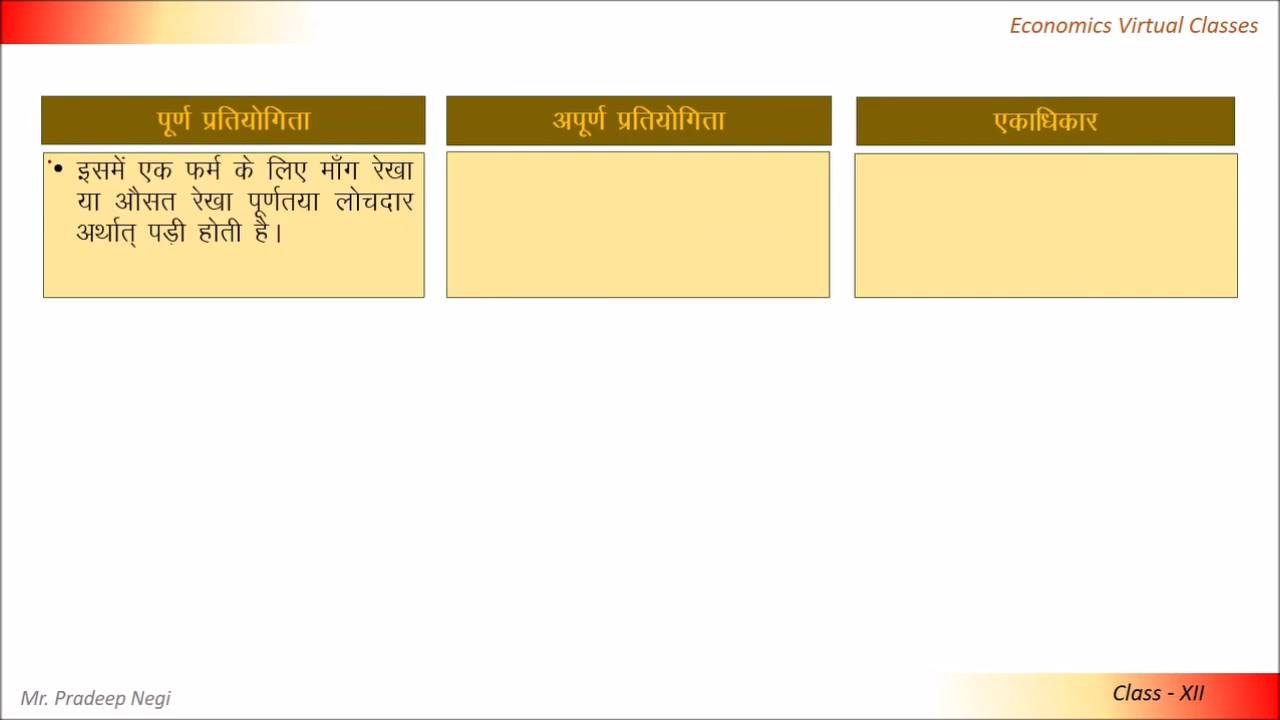 Economics Virtual Classes
पूर्ण प्रतियोगिता
अपूर्ण प्रतियोगिता
एकाधिकार
• इसमें एक फर्म के लिए माँग रेखा
या औसत रेखा पूर्णतया लोचदार
अर्थात् पड़ी होती है।
Mr. Pradeep Negi
Class - XII